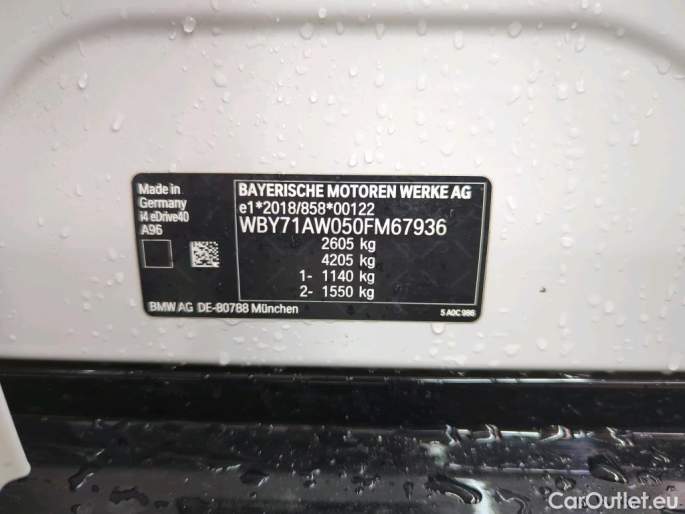 Made in
Germany
i4 eDrive40
A96
BAYERISCHE MOTOREN WERKE AG
e1*2018/858*00122
WBY71AW050FM67936
2605 kg
4205 kg
1- 1140 kg
2- 1550 kg
BMW AG DE-80788 München
5 A0C 986
CarOutlet.eu